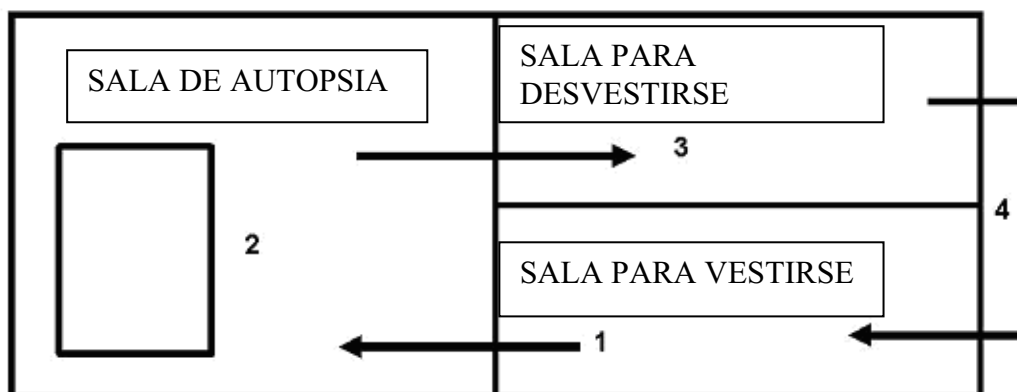 SALA DE AUTOPSIA
SALA PARA
DESVESTIRSE
3
4
2
SALA PARA VESTIRSE
1